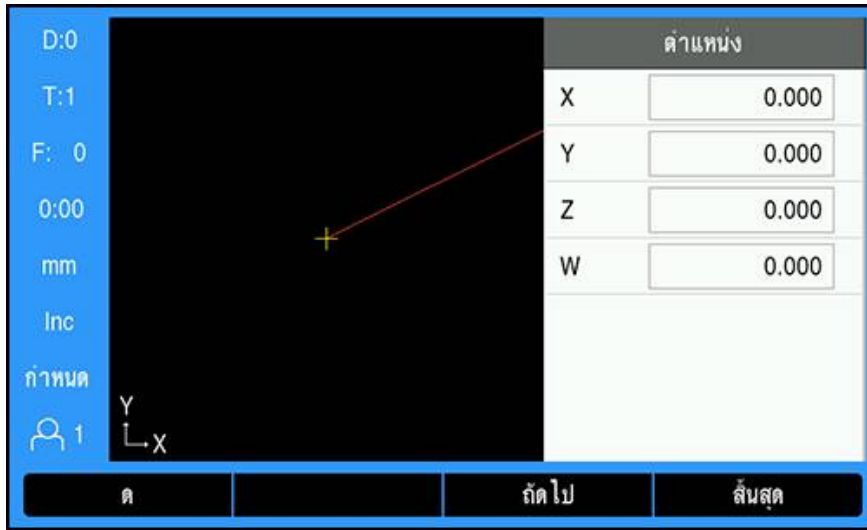 D:0
T:1
F: 0
0:00
mm
Inc
กำหนด
1
Y
X
ตำแหน่ง
X 0.000
Y 0.000
Z 0.000
W 0.000
ด
ถัดไป
สิ้นสุด